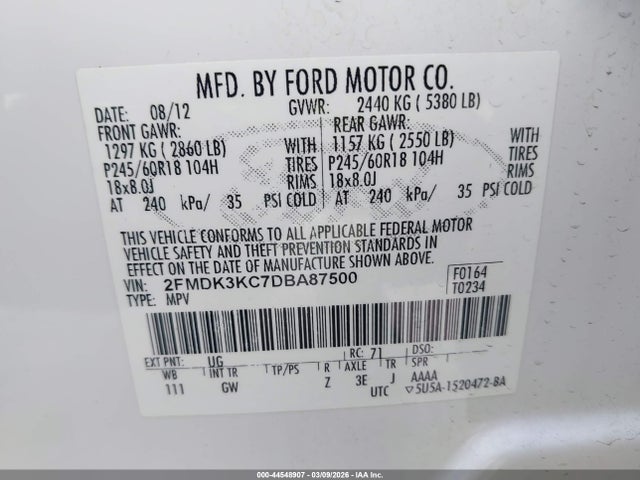 MFD. BY FORD MOTOR CO.
DATE: 08/12 GVWR: 2440 KG ( 5380 LB)
FRONT GAWR: REAR GAWR:
1297 KG ( 2860 LB) WITH 1157 KG ( 2550 LB) WITH
P245/60R18 104H TIRES P245/60R18 104H TIRES
18x8.0J RIMS 18x8.0J RIMS
AT 240 kPa/ 35 PSI COLD AT 240 kPa/ 35 PSI COLD
THIS VEHICLE CONFORMS TO ALL APPLICABLE FEDERAL MOTOR
VEHICLE SAFETY AND THEFT PREVENTION STANDARDS IN
EFFECT ON THE DATE OF MANUFACTURE SHOWN ABOVE.
VIN: 2FMDK3KC7DBA87500 F0164
TYPE: MPV T0234
EXT PNT: UG RC: 71 DSO:
WB INT TR TP/PS R AXLE TR SPR
111 GW Z 3E J AAAA
UTC ▽5U5A-1520472-BA
000-44548907 - 03/09/2026 - IAAI.COM